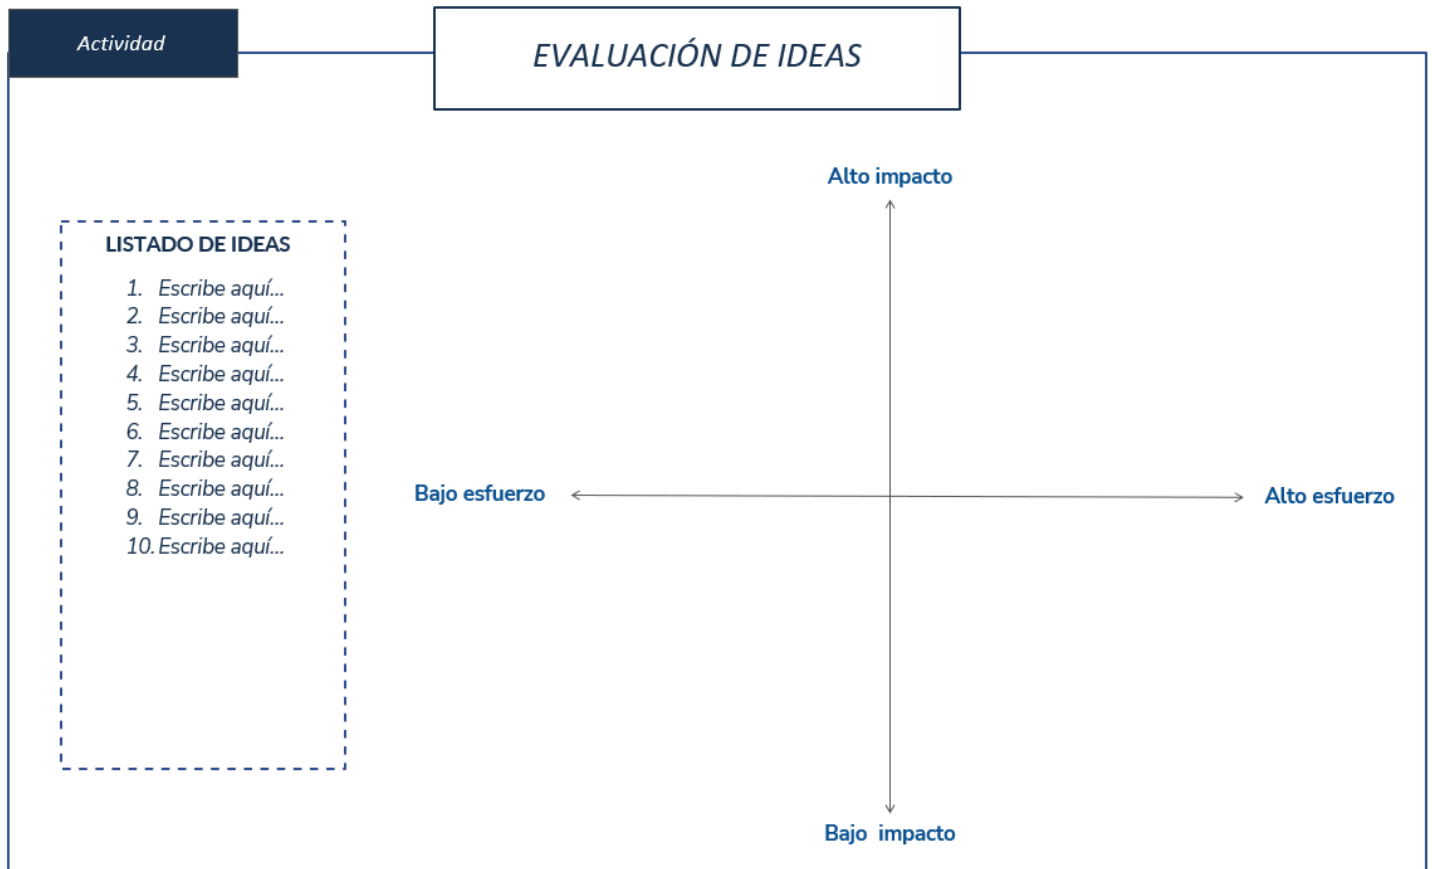 Actividad
EVALUACIÓN DE IDEAS
LISTADO DE IDEAS
1. Escribe aquí...
2. Escribe aquí...
3. Escribe aquí...
4. Escribe aquí...
5. Escribe aquí...
6. Escribe aquí...
7. Escribe aquí...
8. Escribe aquí...
9. Escribe aquí...
10. Escribe aquí...
Alto impacto
Bajo esfuerzo
Alto esfuerzo
Bajo impacto